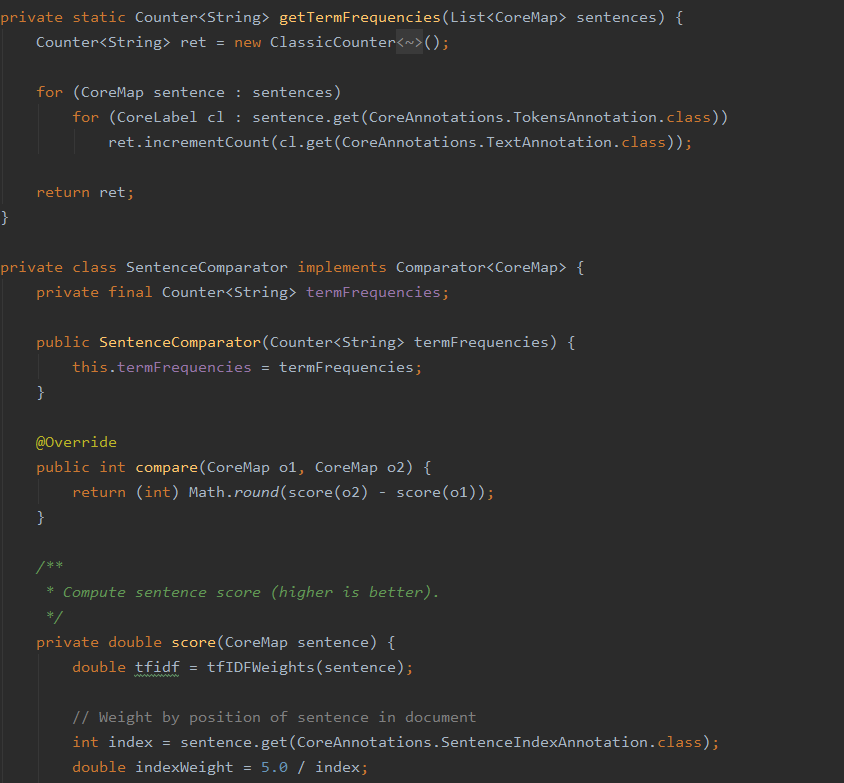 private static Counter<String> getTermFrequencies(List<CoreMap> sentences) {
Counter<String> ret = new ClassicCounter<~>();
for (CoreMap sentence : sentences)
for (CoreLabel cl : sentence.get(CoreAnnotations.TokensAnnotation.class))
ret.incrementCount(cl.get(CoreAnnotations.TextAnnotation.class));
return ret;
}
private class SentenceComparator implements Comparator<CoreMap> {
private final Counter<String> termFrequencies;
public SentenceComparator(Counter<String> termFrequencies) {
this.termFrequencies = termFrequencies;
}
@Override
public int compare(CoreMap o1, CoreMap o2) {
return (int) Math.round(score(o2) - score(o1));
}
/**
* Compute sentence score (higher is better).
*/
private double score(CoreMap sentence) {
double tfidf = tfIDFWeights(sentence);
// Weight by position of sentence in document
int index = sentence.get(CoreAnnotations.SentenceIndexAnnotation.class);
double indexWeight = 5.0 / index;